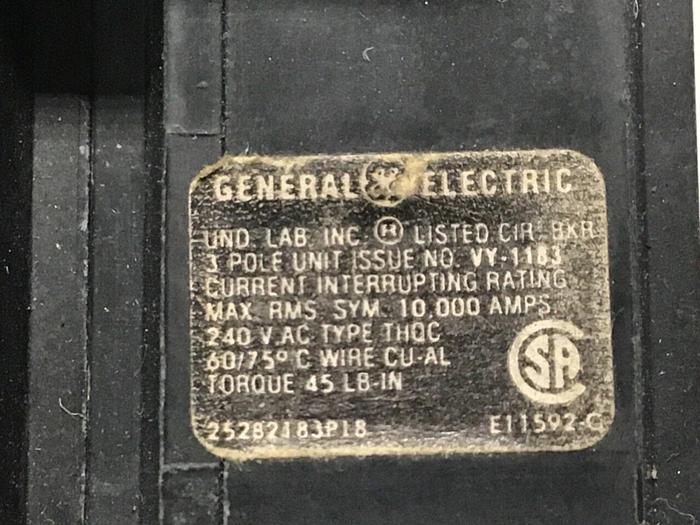 GENERAL ELECTRIC
UND. LAB. INC. ® LISTED CIR. BKR.
3 POLE UNIT ISSUE NO. VY-1183
CURRENT INTERRUPTING RATING
MAX. RMS. SYM. 10,000 AMPS.
240 V.AC TYPE THQC
60/75° C WIRE CU-AL
TORQUE 45 LB-IN
SA
252B2183P18 E11592-C